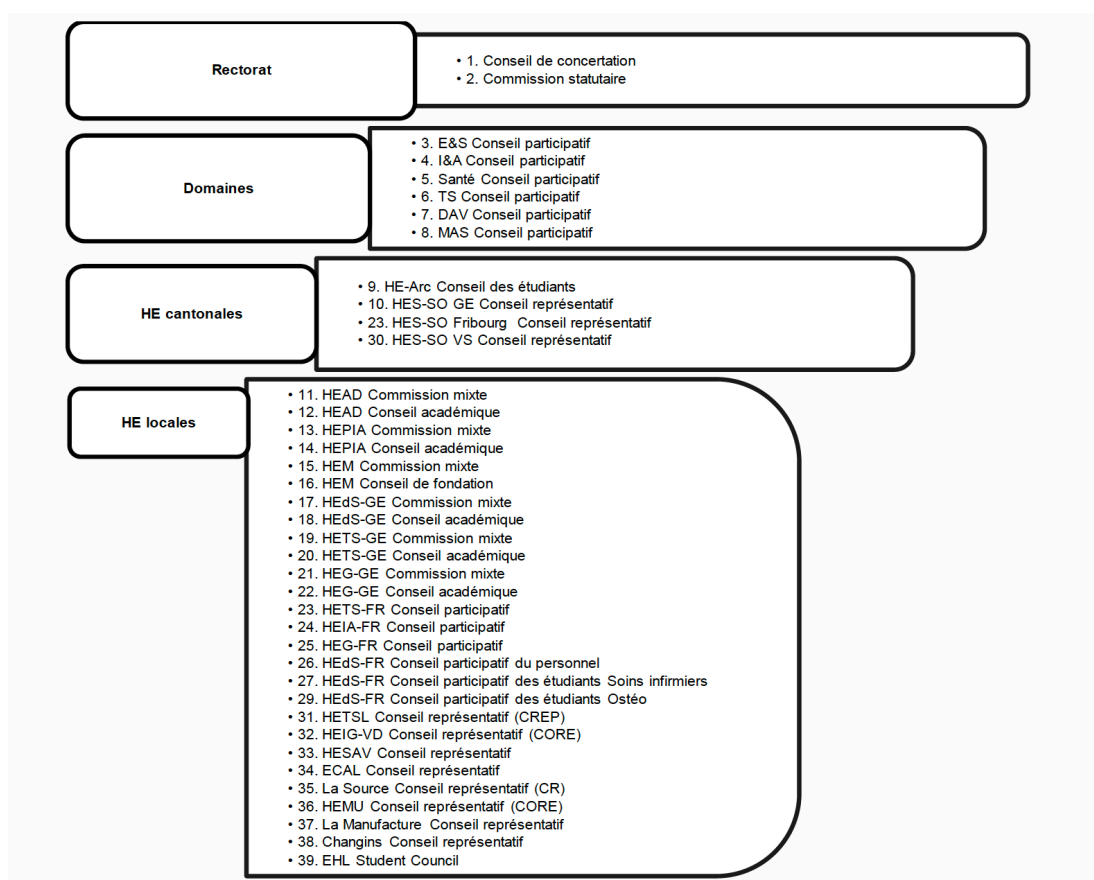 Rectorat
• 1. Conseil de concertation
• 2. Commission statutaire
Domaines
• 3. E&S Conseil participatif
• 4. I&A Conseil participatif
• 5. Santé Conseil participatif
• 6. TS Conseil participatif
• 7. DAV Conseil participatif
• 8. MAS Conseil participatif
HE cantonales
• 9. HE-Arc Conseil des étudiants
• 10. HES-SO GE Conseil représentatif
• 23. HES-SO Fribourg Conseil représentatif
• 30. HES-SO VS Conseil représentatif
HE locales
• 11. HEAD Commission mixte
• 12. HEAD Conseil académique
• 13. HEPIA Commission mixte
• 14. HEPIA Conseil académique
• 15. HEM Commission mixte
• 16. HEM Conseil de fondation
• 17. HEdS-GE Commission mixte
• 18. HEdS-GE Conseil académique
• 19. HETS-GE Commission mixte
• 20. HETS-GE Conseil académique
• 21. HEG-GE Commission mixte
• 22. HEG-GE Conseil académique
• 23. HETS-FR Conseil participatif
• 24. HEIA-FR Conseil participatif
• 25. HEG-FR Conseil participatif
• 26. HEdS-FR Conseil participatif du personnel
• 27. HEdS-FR Conseil participatif des étudiants Soins infirmiers
• 29. HEdS-FR Conseil participatif des étudiants Ostéo
• 31. HETSL Conseil représentatif (CREP)
• 32. HEIG-VD Conseil représentatif (CORE)
• 33. HESAV Conseil représentatif
• 34. ECAL Conseil représentatif
• 35. La Source Conseil représentatif (CR)
• 36. HEMU Conseil représentatif (CORE)
• 37. La Manufacture Conseil représentatif
• 38. Changins Conseil représentatif
• 39. EHL Student Council